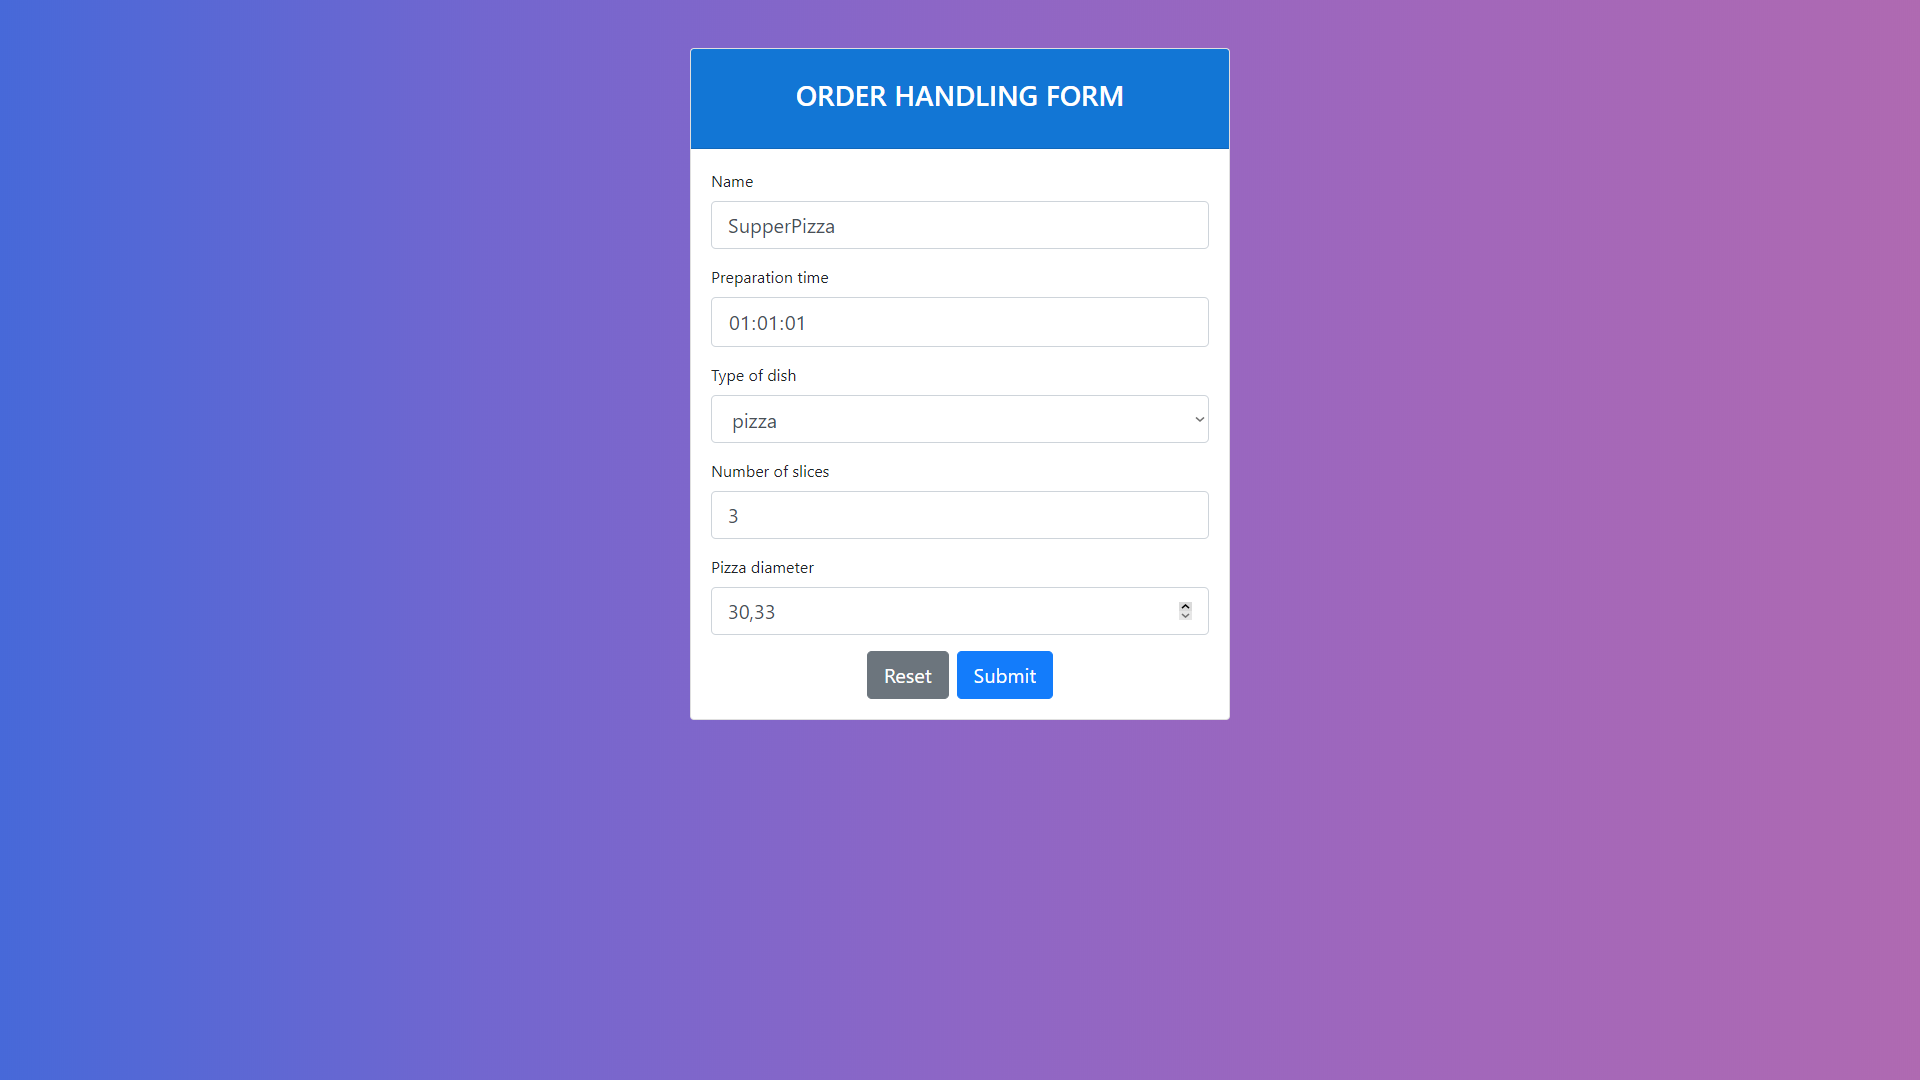 ORDER HANDLING FORM
Name
SupperPizza
Preparation time
01:01:01
Type of dish
pizza
Number of slices
3
Pizza diameter
30,33
Reset Submit